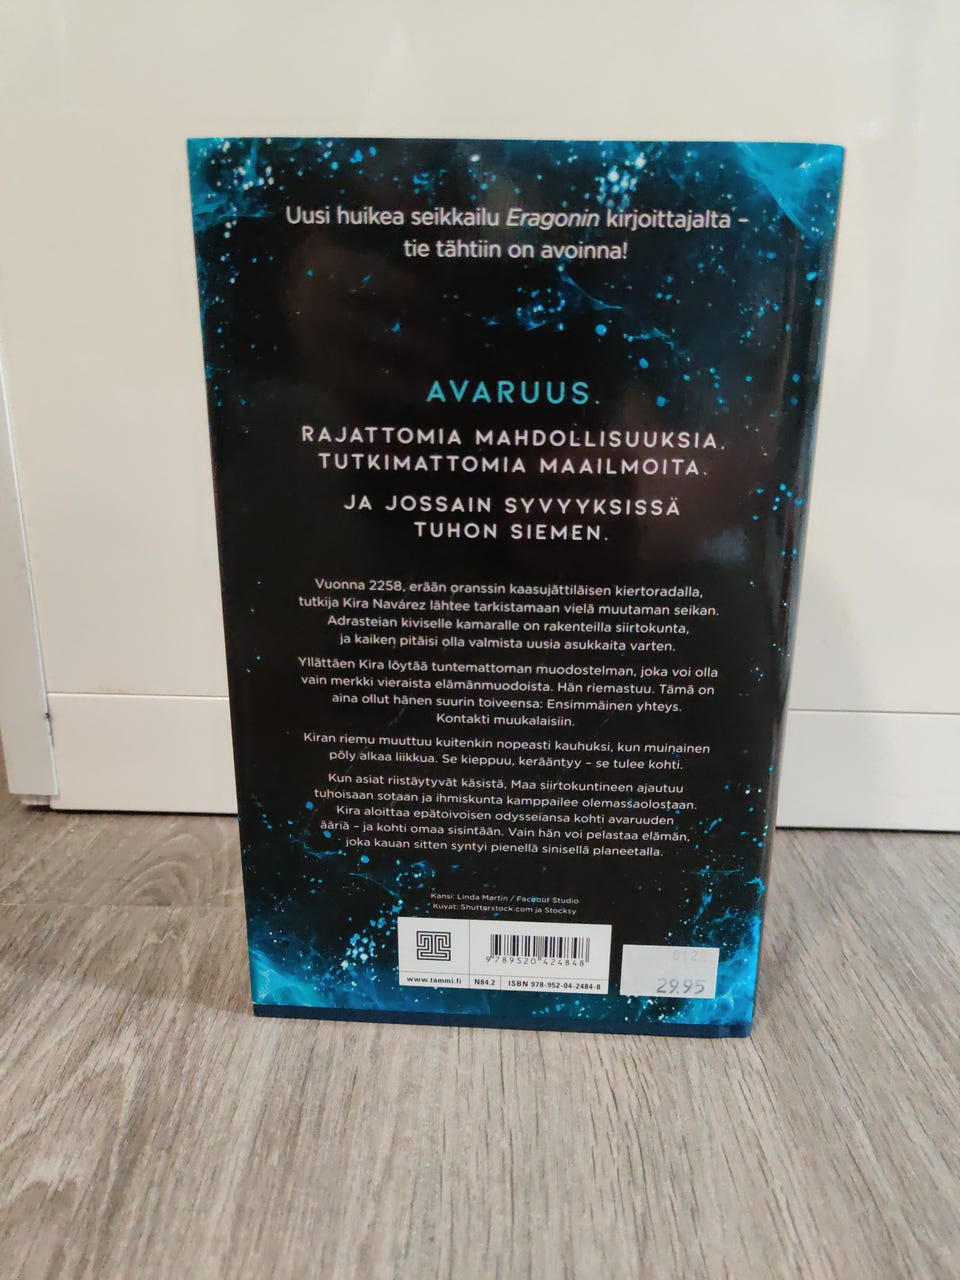 Uusi huikea seikkailu Eragonin kirjoittajalta –
tie tähtiin on avoinna!
AVARUUS.
RAJATTOMIA MAHDOLLISUUKSIA.
TUTKIMATTOMIA MAAILMOITA.
JA JOSSAIN SYVYYKSISSÄ
TUHON SIEMEN.
Vuonna 2258, erään oranssin kaasujättiläisen kiertoradalla,
tutkija Kira Navárez lähtee tarkistamaan vielä muutaman seikan.
Adrasteian kiviselle kamaralle on rakenteilla siirtokunta,
ja kaiken pitäisi olla valmista uusia asukkaita varten.
Yllättäen Kira löytää tuntemattoman muodostelman, joka voi olla
vain merkki vieraista elämänmuodoista. Hän riemastuu. Tämä on
aina ollut hänen suurin toiveensa: Ensimmäinen yhteys.
Kontakti muukalaisiin.
Kiran riemu muuttuu kuitenkin nopeasti kauhuksi, kun muinainen
pöly alkaa liikkua. Se kieppuu, kerääntyy – se tulee kohti.
Kun asiat riistäytyvät käsistä, Maa siirtokuntineen ajautuu
tuhoisaan sotaan ja ihmiskunta kamppailee olemassaolostaan.
Kira aloittaa epätoivoisen odysseiansa kohti avaruuden
ääriä – ja kohti omaa sisintään. Vain hän voi pelastaa elämän,
joka kauan sitten syntyi pienellä sinisellä planeetalla.
Kansi: Linda Martin / Faceout Studio
Kuvat: Shutterstock.com ja Stocksy
9 789520 424848
www.tammi.fi
N84.2
ISBN 978-952-04-2484-8
0122
29.95